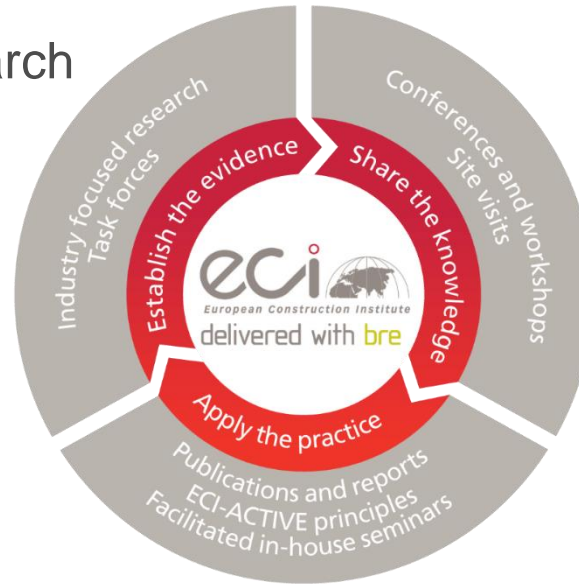 arch
Industry focused research
Task forces
Establish the evidence
Conferences and workshops
Site visits
Share the knowledge
eci
European Construction Institute
delivered with bre
Apply the practice
Publications and reports
ECI-ACTIVE principles
Facilitated in-house seminars